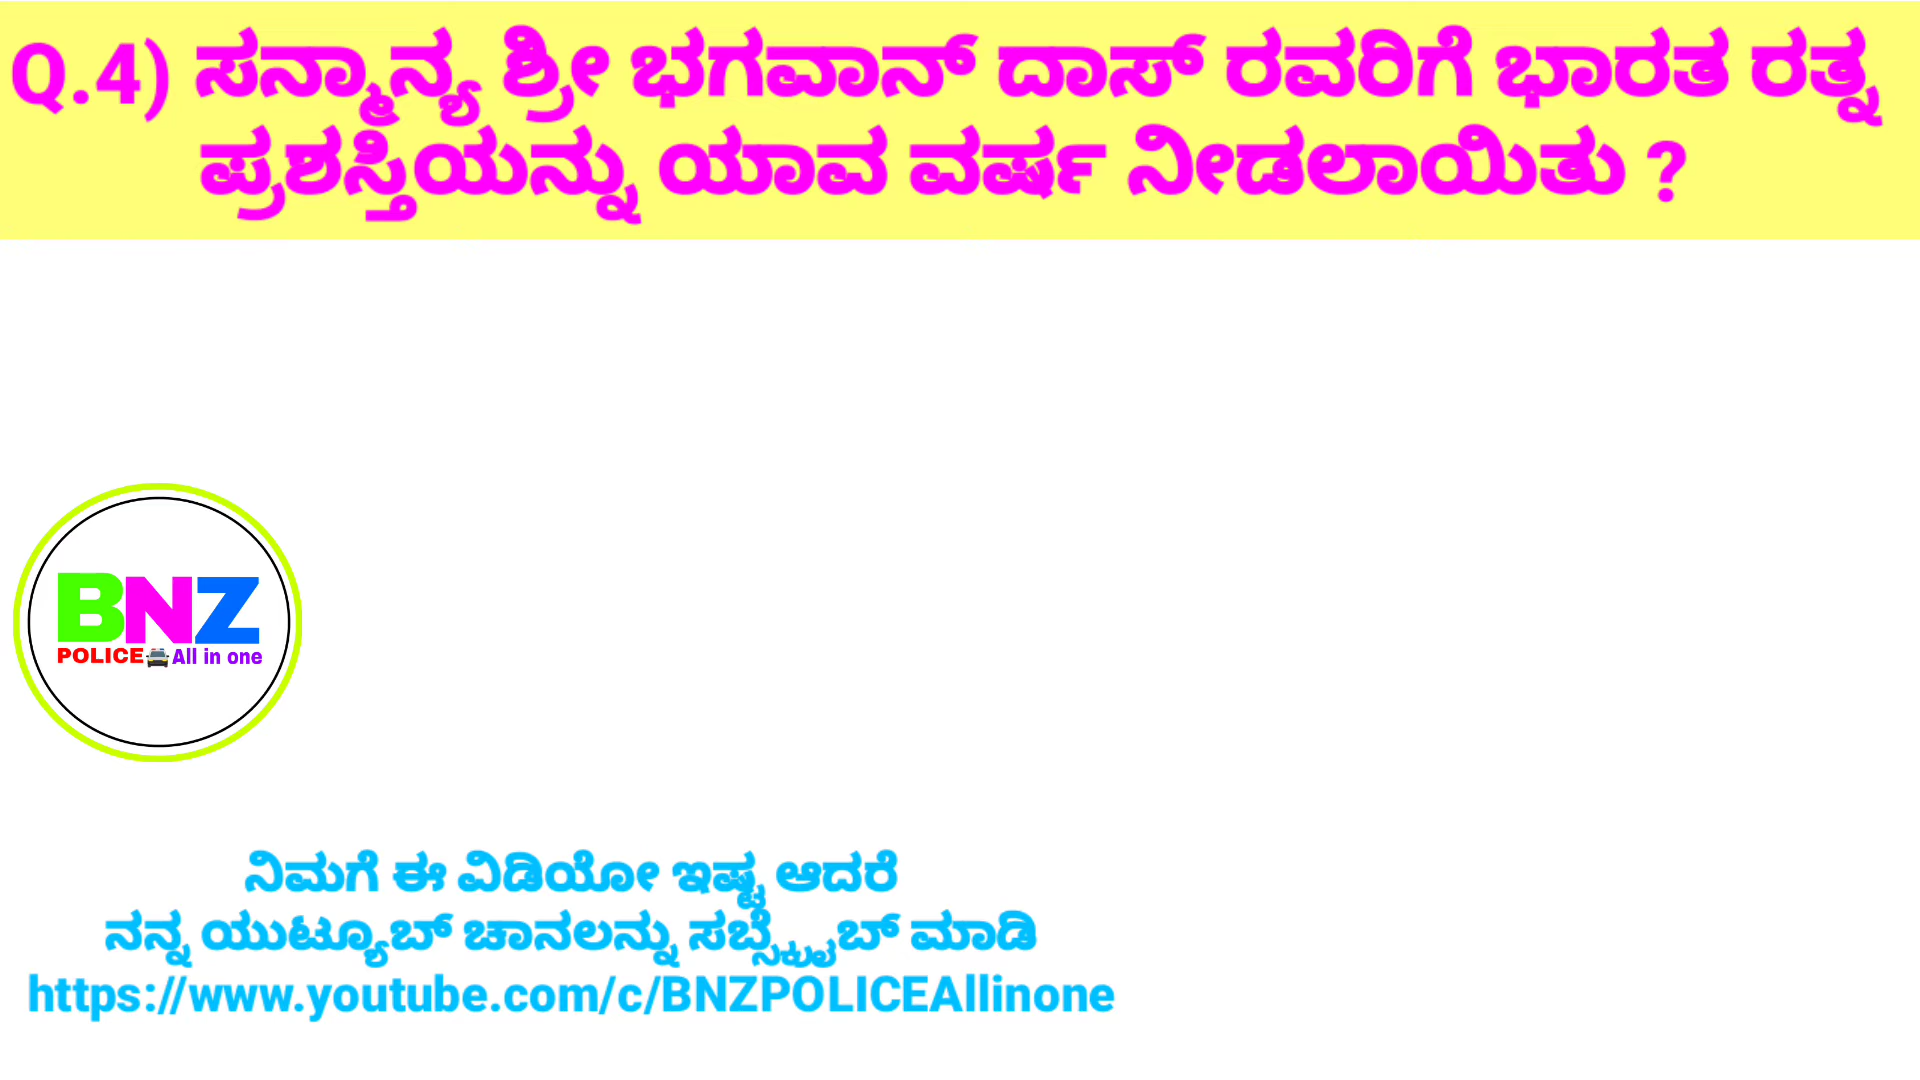 Q.4) ಸನ್ಮಾನ್ಯ ಶ್ರೀ ಭಗವಾನ್ ದಾಸ್ ರವರಿಗೆ ಭಾರತ ರತ್ನ
ಪ್ರಶಸ್ತಿಯನ್ನು ಯಾವ ವರ್ಷ ನೀಡಲಾಯಿತು ?
BNZ
POLICE All in one
ನಿಮಗೆ ಈ ವಿಡಿಯೋ ಇಷ್ಟ ಆದರೆ
ನನ್ನ ಯುಟ್ಯೂಬ್ ಚಾನಲನ್ನು ಸಬ್ಸ್ಕ್ರೈಬ್ ಮಾಡಿ
https://www.youtube.com/c/BNZPOLICEAllinone